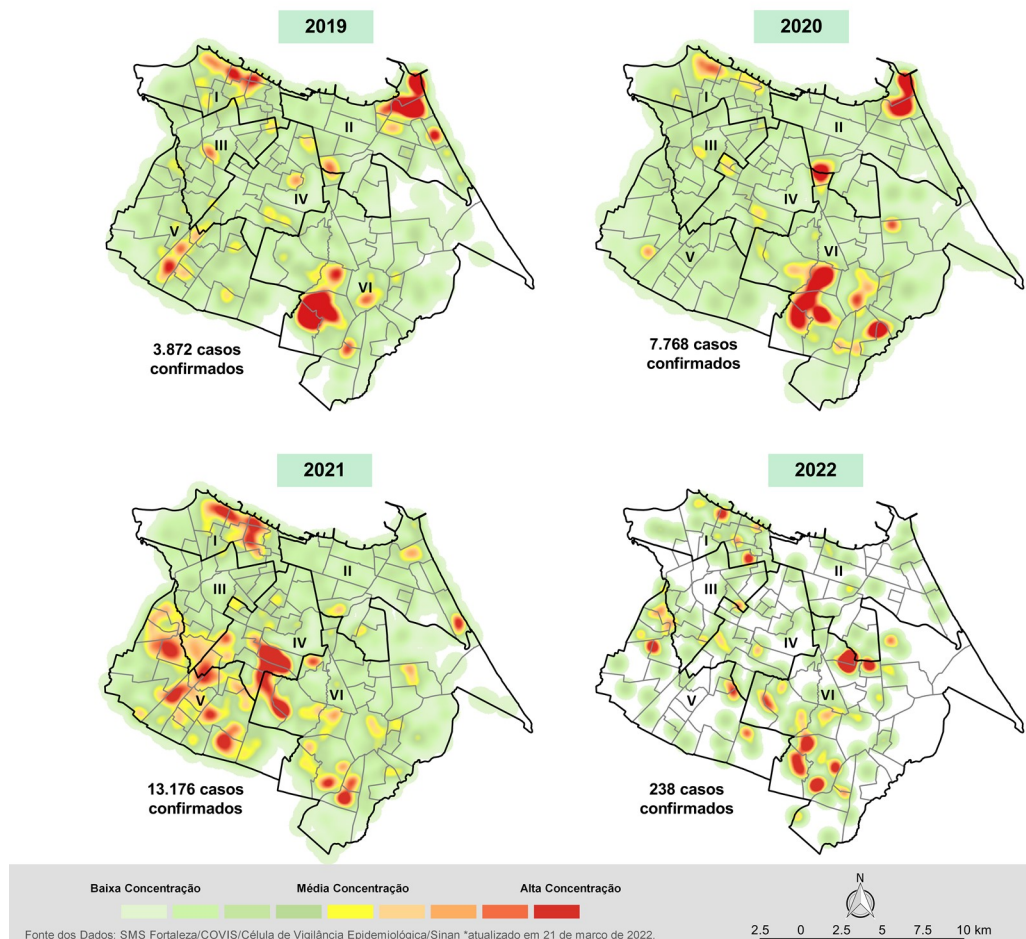 2019
2020
I
II
III
IV
V
VI
3.872 casos
confirmados
I
II
III
IV
V
VI
7.768 casos
confirmados
2021
2022
I
II
III
IV
V
VI
13.176 casos
confirmados
I
II
III
IV
V
VI
238 casos
confirmados
Baixa Concentração
Média Concentração
Alta Concentração
N
2.5 0 2.5 5 7.5 10 km
Fonte dos Dados: SMS Fortaleza/COVIS/Célula de Vigilância Epidemiológica/Sinan *atualizado em 21 de março de 2022.